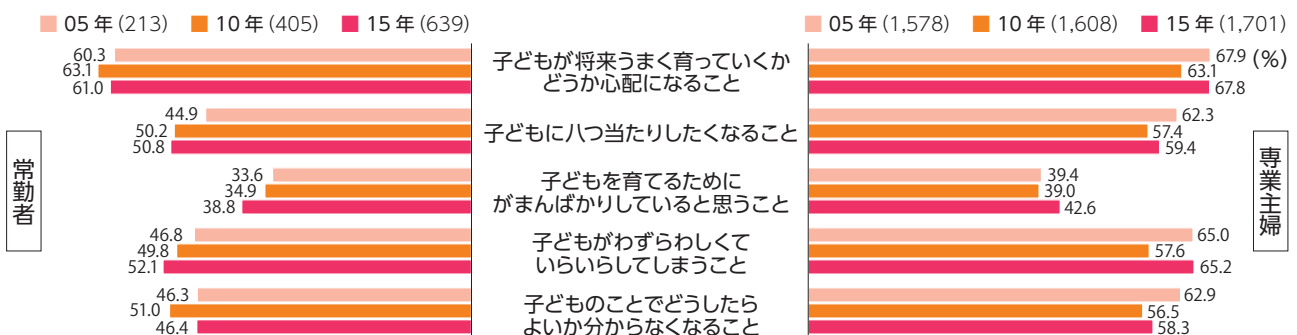 05年(213) 10年(405) 15年(639)
05年(1,578) 10年(1,608) 15年(1,701)
(%)
常勤者
専業主婦
60.3
63.1
61.0
子どもが将来うまく育っていくか
どうか心配になること
67.9
63.1
67.8
44.9
50.2
50.8
子どもに八つ当たりしたくなること
62.3
57.4
59.4
33.6
34.9
38.8
子どもを育てるために
がまんばかりしていると思うこと
39.4
39.0
42.6
46.8
49.8
52.1
子どもがわずらわしくて
いらいらしてしまうこと
65.0
57.6
65.2
46.3
51.0
46.4
子どものことでどうしたら
よいか分からなくなること
62.9
56.5
58.3